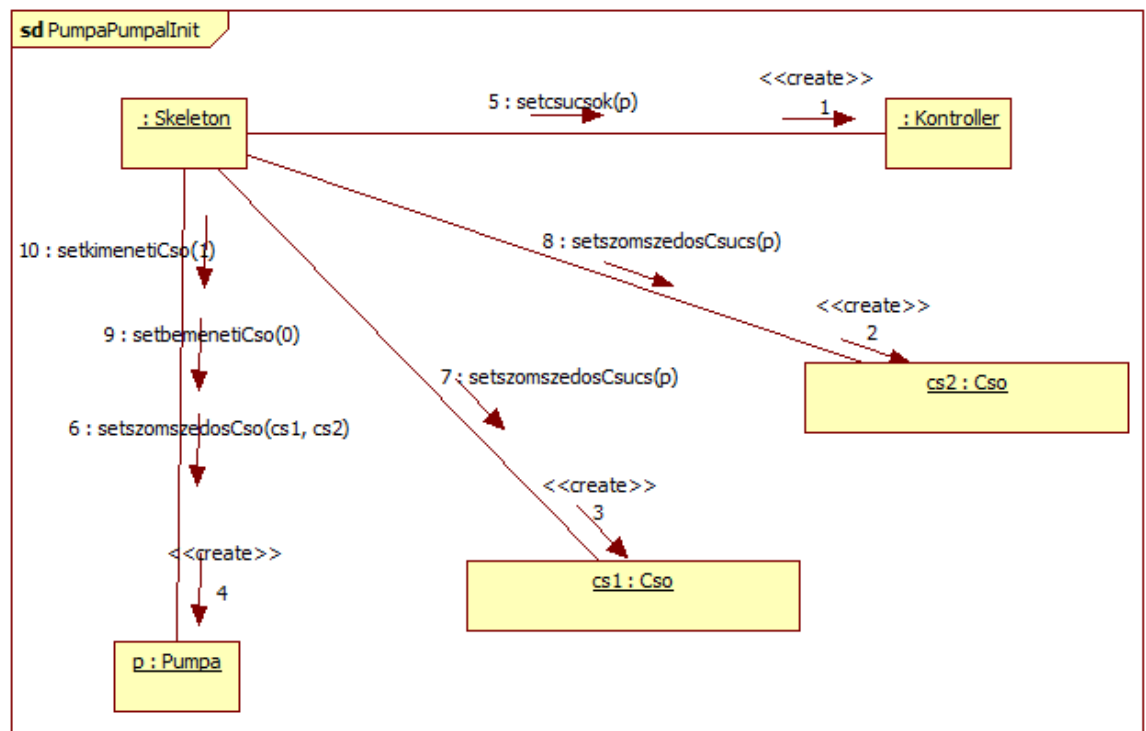 sd PumpaPumpalInit
<<create>>
5 : setcsucsok(p)
1
: Skeleton
: Kontroller
10 : setkimenetiCso(1)
8 : setszomszedosCsucs(p)
<<create>>
2
9 : setbemenetiCso(0)
7 : setszomszedosCsucs(p)
cs2 : Cso
6 : setszomszedosCso(cs1, cs2)
<<create>>
3
<<create>>
4
cs1 : Cso
p : Pumpa